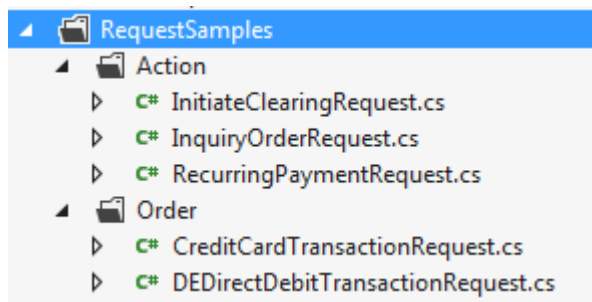 RequestSamples
Action
C# InitiateClearingRequest.cs
C# InquiryOrderRequest.cs
C# RecurringPaymentRequest.cs
Order
C# CreditCardTransactionRequest.cs
C# DEDirectDebitTransactionRequest.cs